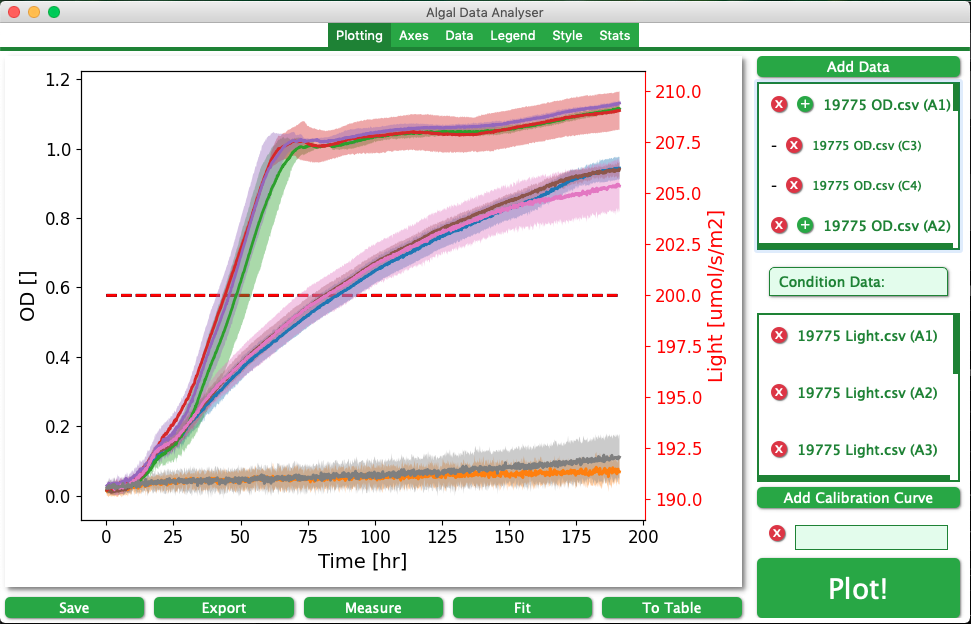 Algal Data Analyser
Plotting Axes Data Legend Style Stats
Add Data
19775 OD.csv (A1)
- 19775 OD.csv (C3)
- 19775 OD.csv (C4)
19775 OD.csv (A2)
Condition Data:
19775 Light.csv (A1)
19775 Light.csv (A2)
19775 Light.csv (A3)
Add Calibration Curve
Plot!
OD []
1.2
1.0
0.8
0.6
0.4
0.2
0.0
0 25 50 75 100 125 150 175 200
Time [hr]
210.0
207.5
205.0
202.5
200.0
197.5
195.0
192.5
190.0
Light [umol/s/m2]
Save Export Measure Fit To Table